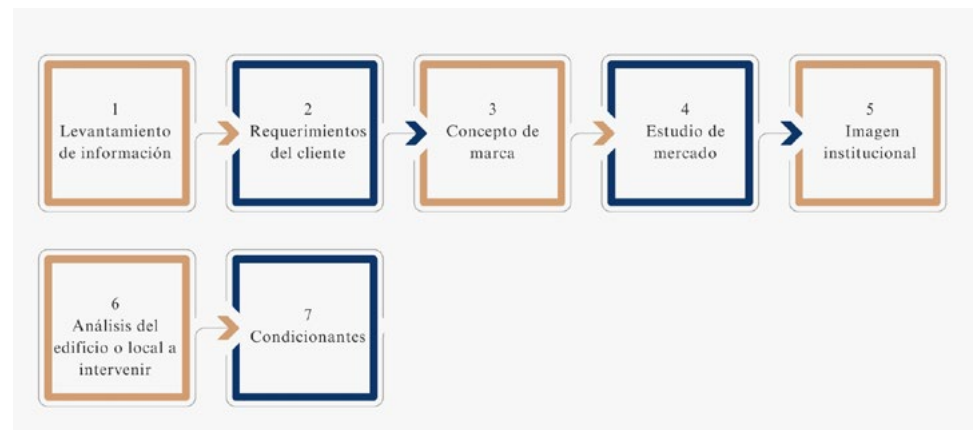 1
Levantamiento
de información
2
Requerimientos
del cliente
3
Concepto de
marca
4
Estudio de
mercado
5
Imagen
institucional
6
Análisis del
edificio o local a
intervenir
7
Condicionantes